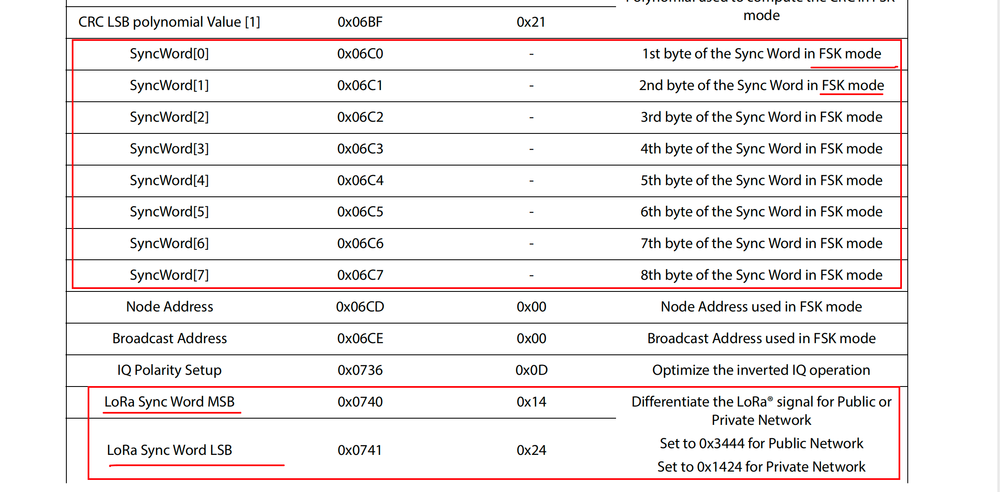 Polynomial used to compute the CRC in FSK
mode
CRC LSB polynomial Value [1] 0x06BF 0x21
SyncWord[0] 0x06C0 - 1st byte of the Sync Word in FSK mode
SyncWord[1] 0x06C1 - 2nd byte of the Sync Word in FSK mode
SyncWord[2] 0x06C2 - 3rd byte of the Sync Word in FSK mode
SyncWord[3] 0x06C3 - 4th byte of the Sync Word in FSK mode
SyncWord[4] 0x06C4 - 5th byte of the Sync Word in FSK mode
SyncWord[5] 0x06C5 - 6th byte of the Sync Word in FSK mode
SyncWord[6] 0x06C6 - 7th byte of the Sync Word in FSK mode
SyncWord[7] 0x06C7 - 8th byte of the Sync Word in FSK mode
Node Address 0x06CD 0x00 Node Address used in FSK mode
Broadcast Address 0x06CE 0x00 Broadcast Address used in FSK mode
IQ Polarity Setup 0x0736 0x0D Optimize the inverted IQ operation
LoRa Sync Word MSB 0x0740 0x14 Differentiate the LoRa® signal for Public or
Private Network
Set to 0x3444 for Public Network
LoRa Sync Word LSB 0x0741 0x24
Set to 0x1424 for Private Network